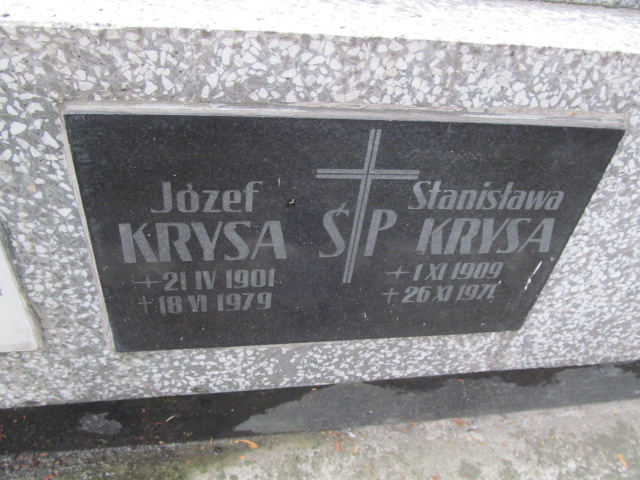 Józef
KRYSA
21 IV 1901
+ 18 VI 1979
ŚP
Stanisława
KRYSA
1 XI 1909
+ 26 XI 1971